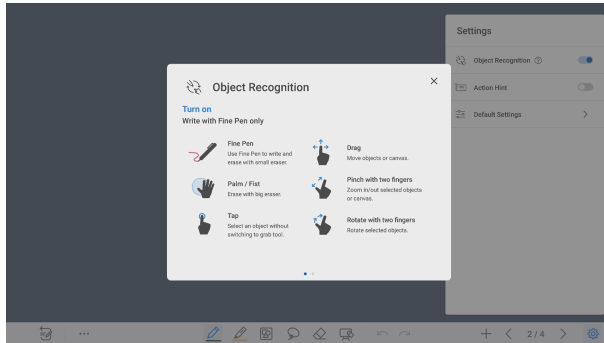 Settings
Object Recognition
Action Hint
Default Settings
Object Recognition
Turn on
Write with Fine Pen only
Fine Pen
Use Fine Pen to write and
erase with small eraser.
Palm / Fist
Erase with big eraser.
Tap
Select an object without
switching to grab tool.
Drag
Move objects or canvas.
Pinch with two fingers
Zoom in/out selected objects
or canvas.
Rotate with two fingers
Rotate selected objects.
2 / 4